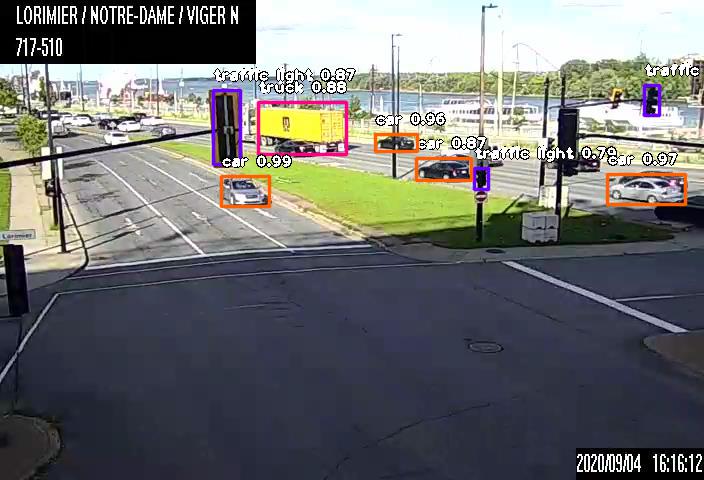 LORIMIER / NOTRE-DAME / VIGER N
717-510
traffic light 0.87
truck 0.88
traffic
car 0.96
car 0.87
traffic light 0.79
car 0.97
car 0.99
Lorimier
2020/09/04 16:16:12